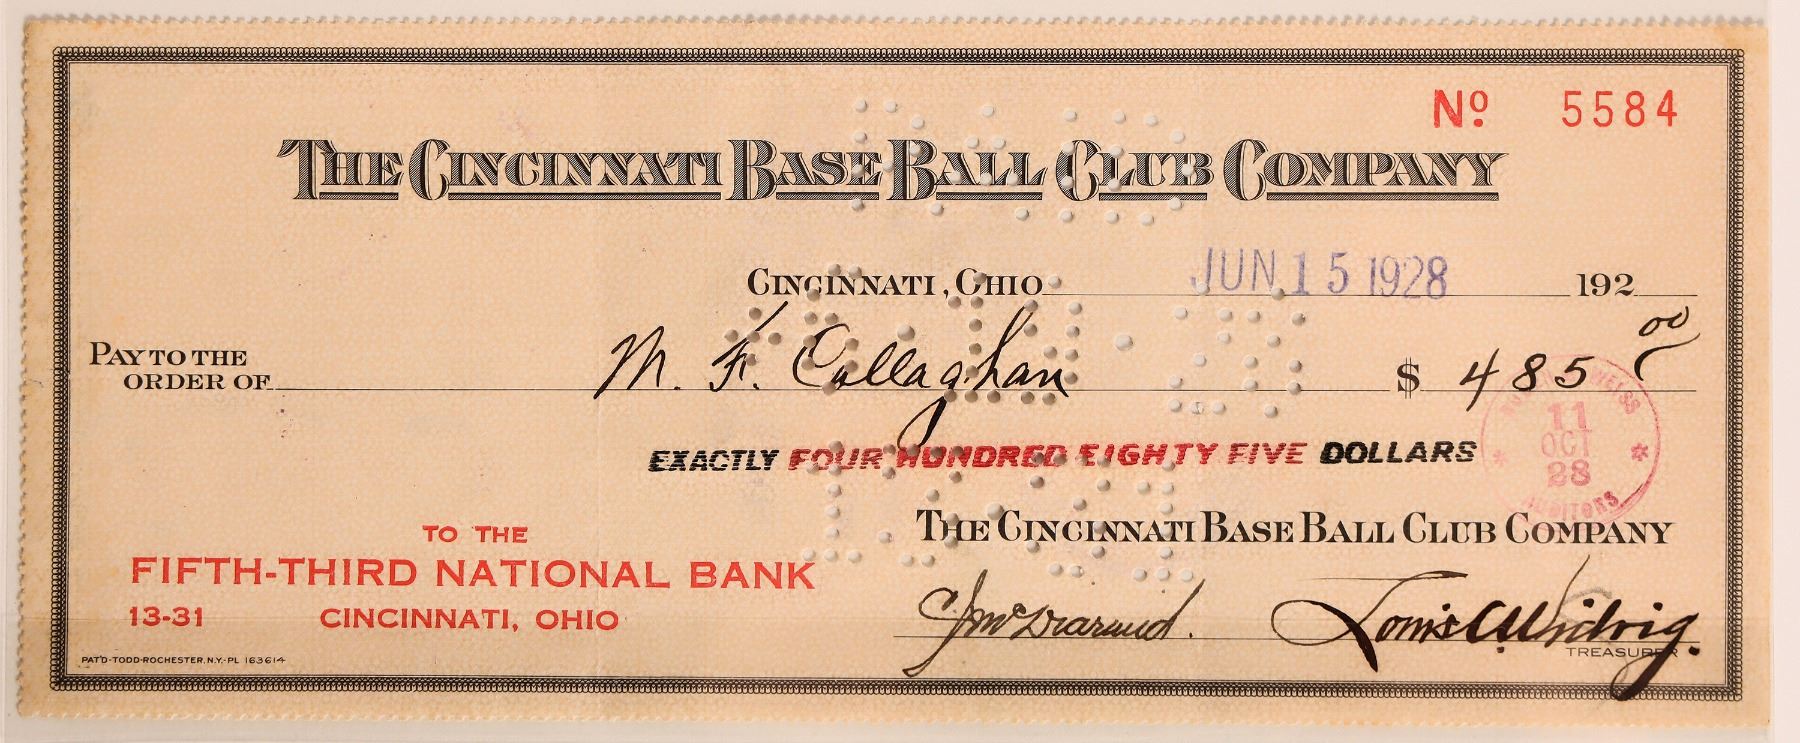 Nº 5584
THE CINCINNATI BASE BALL CLUB COMPANY
CINCINNATI, OHIO JUN 15 1928 192
PAY TO THE
ORDER OF M. F. Callaghan $ 485 00
EXACTLY FOUR HUNDRED EIGHTY FIVE DOLLARS
11
OCT
28
AUDITORS
TO THE
THE CINCINNATI BASE BALL CLUB COMPANY
FIFTH-THIRD NATIONAL BANK
13-31 CINCINNATI, OHIO
Louis C. Widrig.
TREASURER
PAT'D-TODD-ROCHESTER, N.Y.-PL 163614